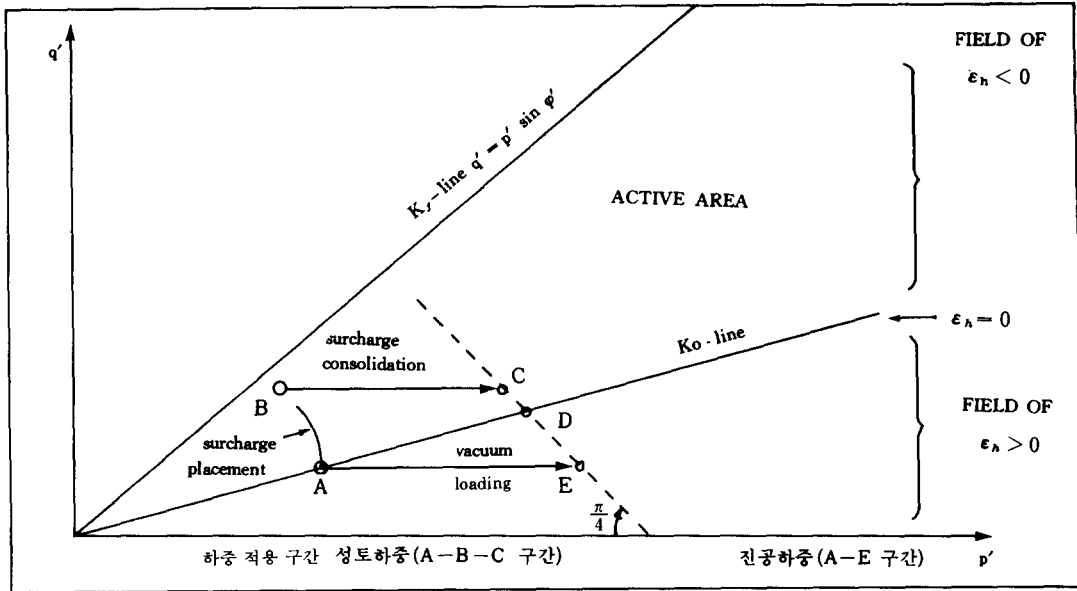 q′
FIELD OF
εₕ < 0
K𝒻-line q′ = p′ sin φ′
ACTIVE AREA
surcharge
consolidation
εₕ = 0
Ko-line
C
B
D
FIELD OF
εₕ > 0
surcharge
placement
vacuum
A
loading
E
π/4
하중 적용 구간 성토하중(A-B-C 구간)
진공하중(A-E 구간)
p′